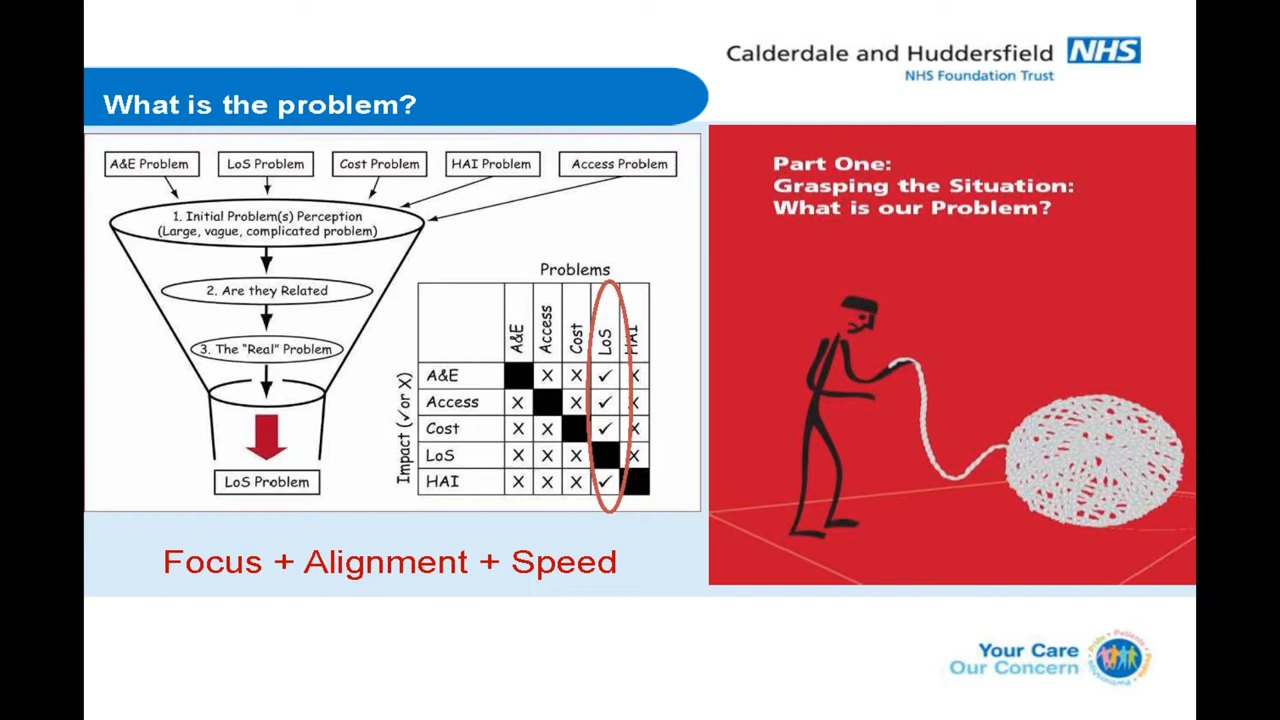 Calderdale and Huddersfield NHS
NHS Foundation Trust
What is the problem?
A&E Problem
LoS Problem
Cost Problem
HAI Problem
Access Problem
1. Initial Problem(s) Perception
(Large, vague, complicated problem)
2. Are they Related
3. The "Real" Problem
LoS Problem
Problems
A&E Access Cost LoS HAI
Impact (✓ or X)
A&E X X ✓ X
Access X X ✓ X
Cost X X ✓ X
LoS X X X X
HAI X X X ✓
Focus + Alignment + Speed
Part One:
Grasping the Situation:
What is our Problem?
Your Care
Our Concern